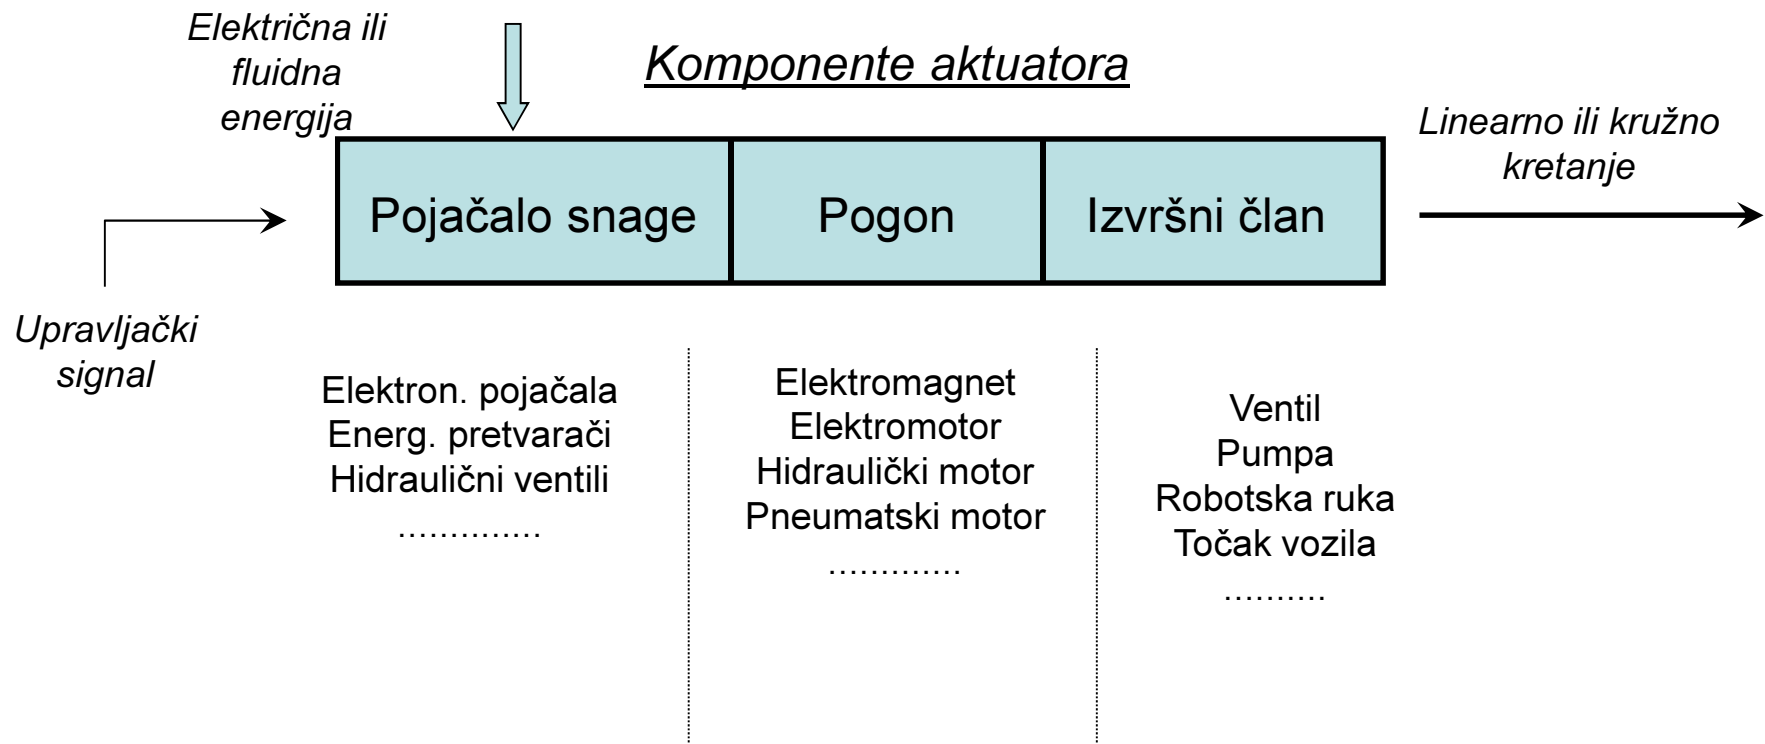 Električna ili
fluidna
energija
Komponente aktuatora
Linearno ili kružno
kretanje
Pojačalo snage
Pogon
Izvršni član
Upravljački
signal
Elektron. pojačala
Energ. pretvarači
Hidraulični ventili
..............
Elektromagnet
Elektromotor
Hidraulički motor
Pneumatski motor
.............
Ventil
Pumpa
Robotska ruka
Točak vozila
..........